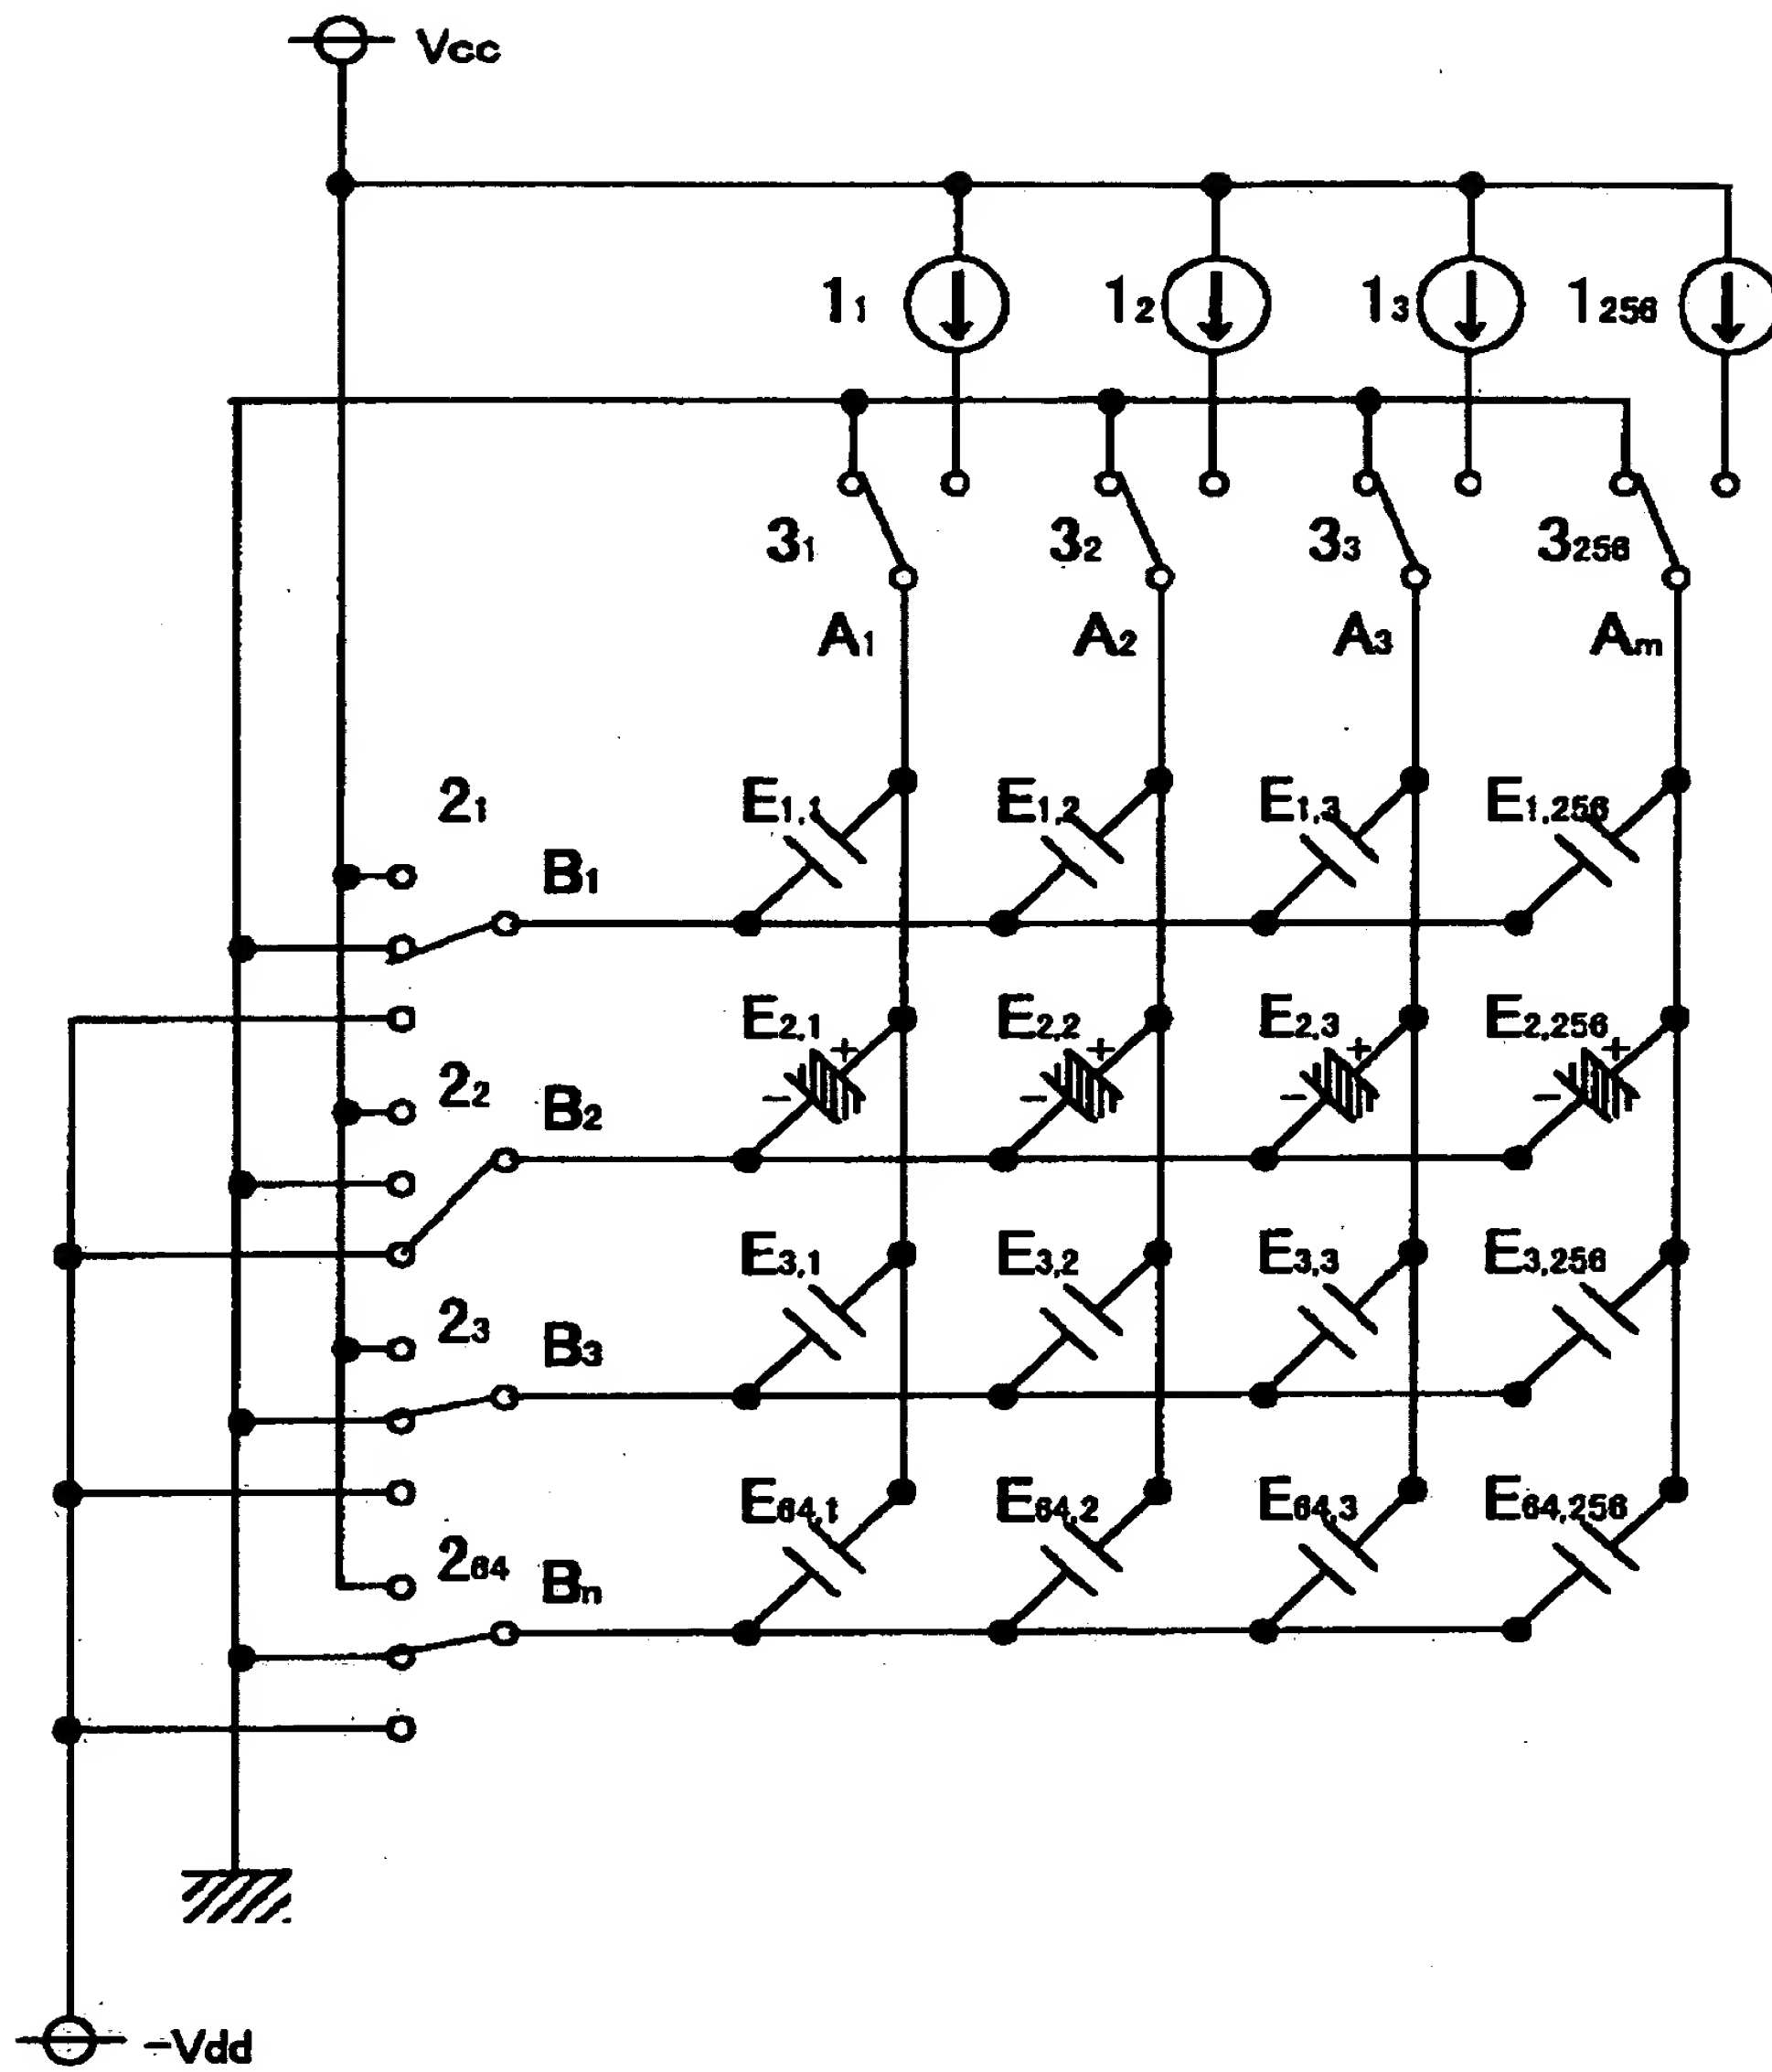 Vcc
1₁ 1₂ 1₃ 1₂₅₆
3₁ 3₂ 3₃ 3₂₅₆
A₁ A₂ A₃ Aₘ
2₁ E₁,₁ E₁,₂ E₁,₃ E₁,₂₅₆
B₁
E₂,₁ E₂,₂ E₂,₃ E₂,₂₅₆
+ + + +
2₂ B₂ − − − −
E₃,₁ E₃,₂ E₃,₃ E₃,₂₅₆
2₃ B₃
E₆₄,₁ E₆₄,₂ E₆₄,₃ E₆₄,₂₅₆
2₆₄ Bₙ
−Vdd